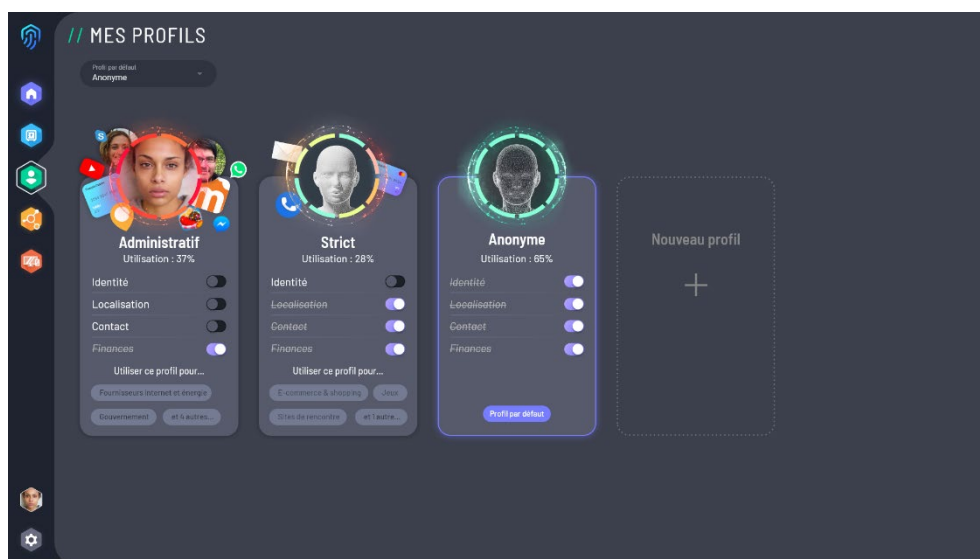 // MES PROFILS
Profil par défaut
Anonyme
Administratif
Utilisation : 37%
Identité
Localisation
Contact
Finances
Utiliser ce profil pour...
Fournisseurs internet et énergie
Gouvernement
et 4 autres...
Strict
Utilisation : 28%
Identité
Localisation
Contact
Finances
Utiliser ce profil pour...
E-commerce & shopping
Jeux
Sites de rencontre
et 1 autre...
Anonyme
Utilisation : 65%
Identité
Localisation
Contact
Finances
Profil par défaut
Nouveau profil